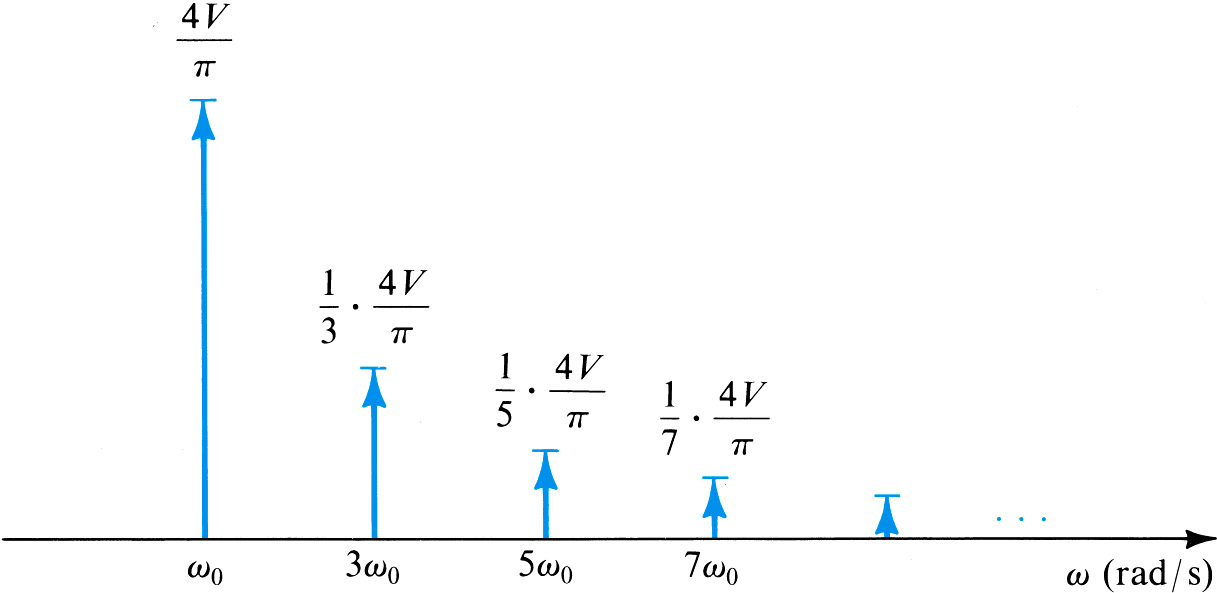 4V/π
1/3 · 4V/π
1/5 · 4V/π
1/7 · 4V/π
. . .
ω₀
3ω₀
5ω₀
7ω₀
ω (rad/s)